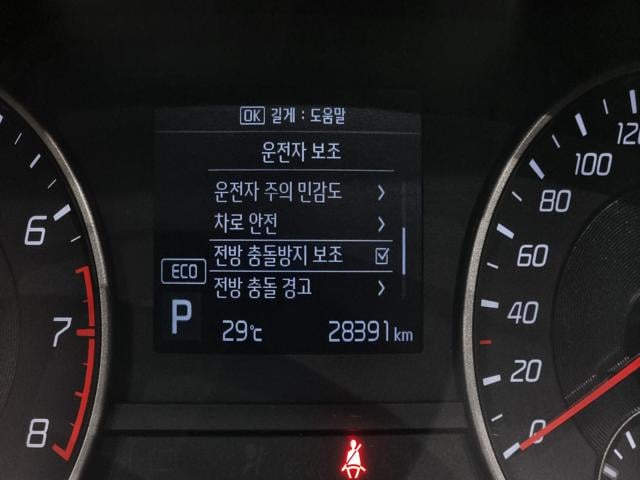 OK 길게 : 도움말
운전자 보조
운전자 주의 민감도
차로 안전
전방 충돌방지 보조
전방 충돌 경고
ECO
P
29℃ 28391 km
6
7
8
120
100
80
60
40
20
0